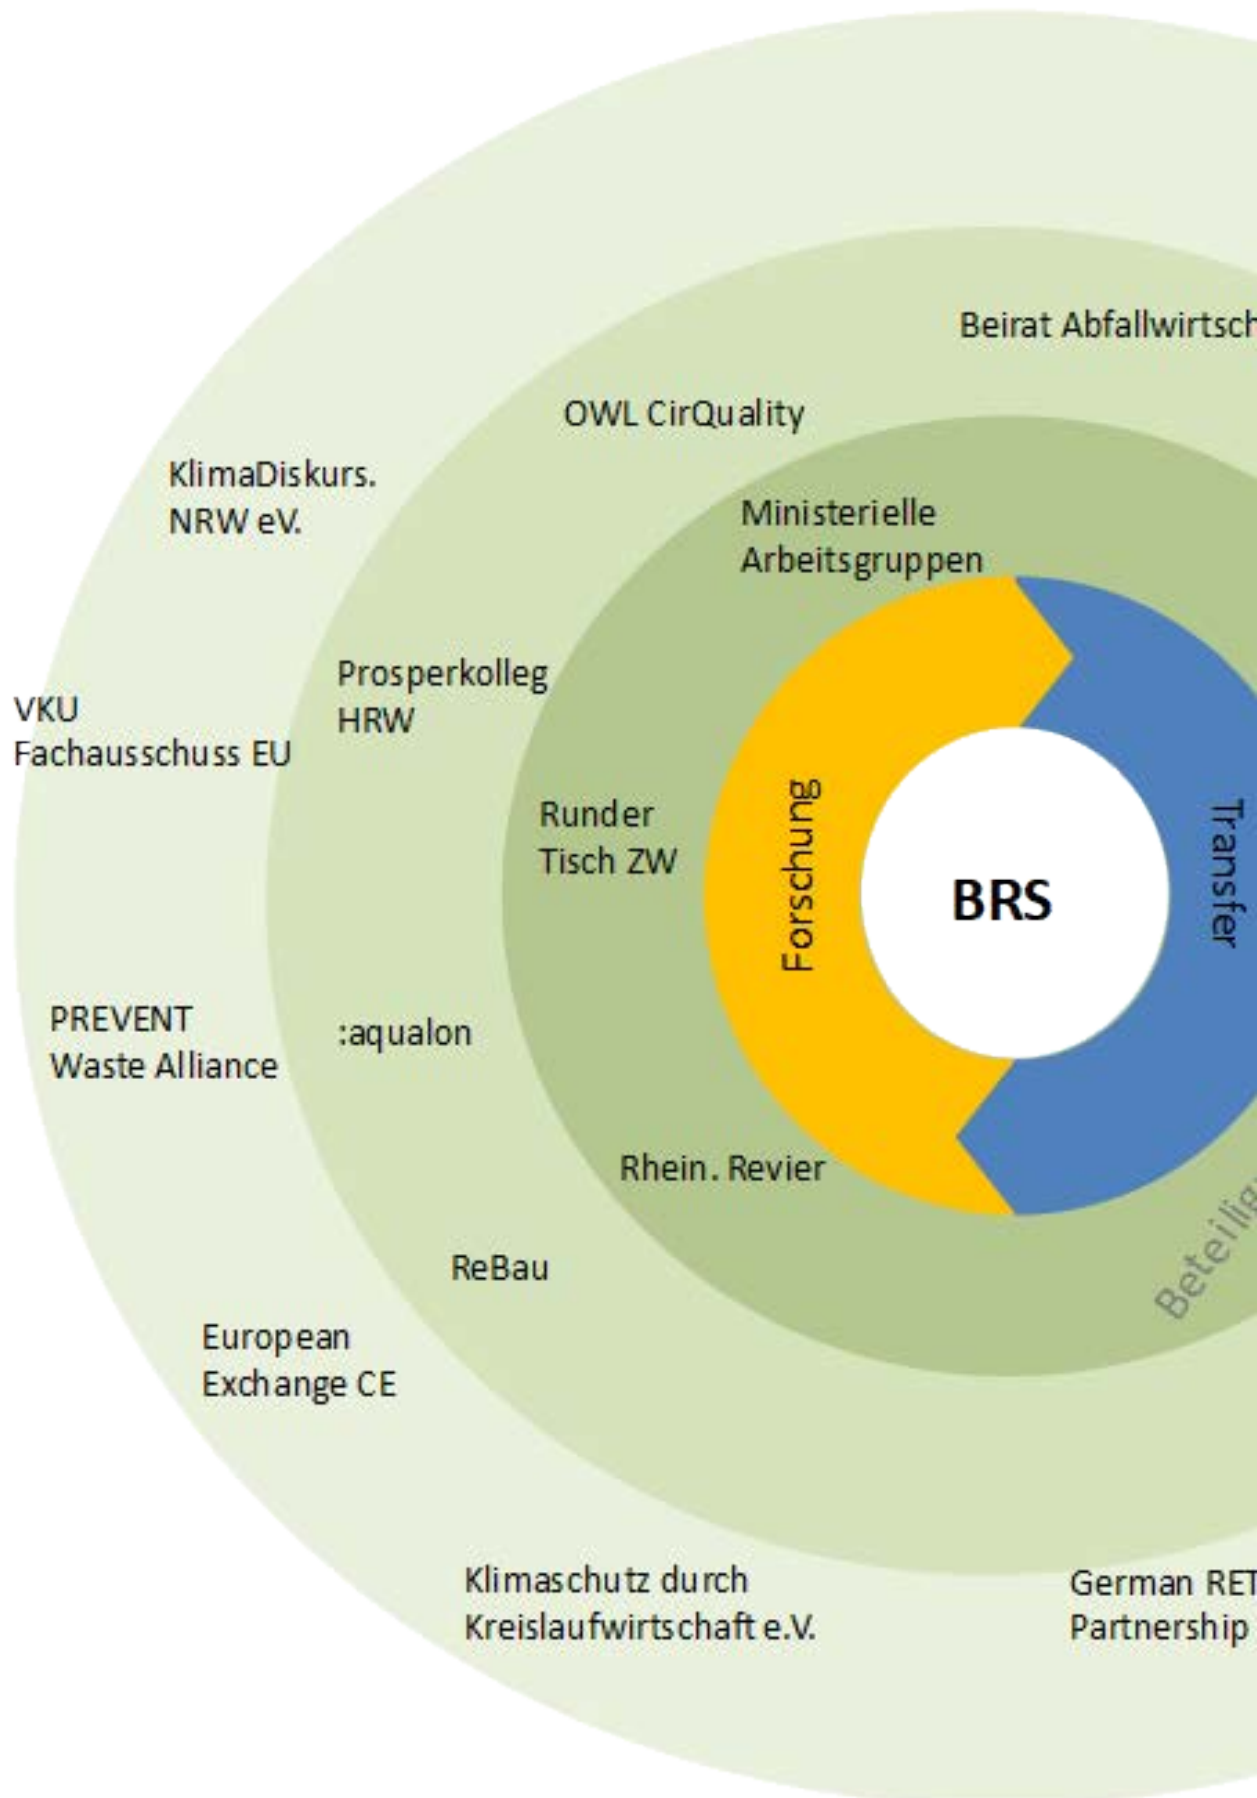 Beirat Abfallwirtsch
OWL CirQuality
KlimaDiskurs.
NRW eV.
Ministerielle
Arbeitsgruppen
Prosperkolleg
HRW
VKU
Fachausschuss EU
Runder
Tisch ZW
Forschung
BRS
Transfer
PREVENT
Waste Alliance
:aqualon
Rhein. Revier
Beteilig
ReBau
European
Exchange CE
Klimaschutz durch
Kreislaufwirtschaft e.V.
German RET
Partnership